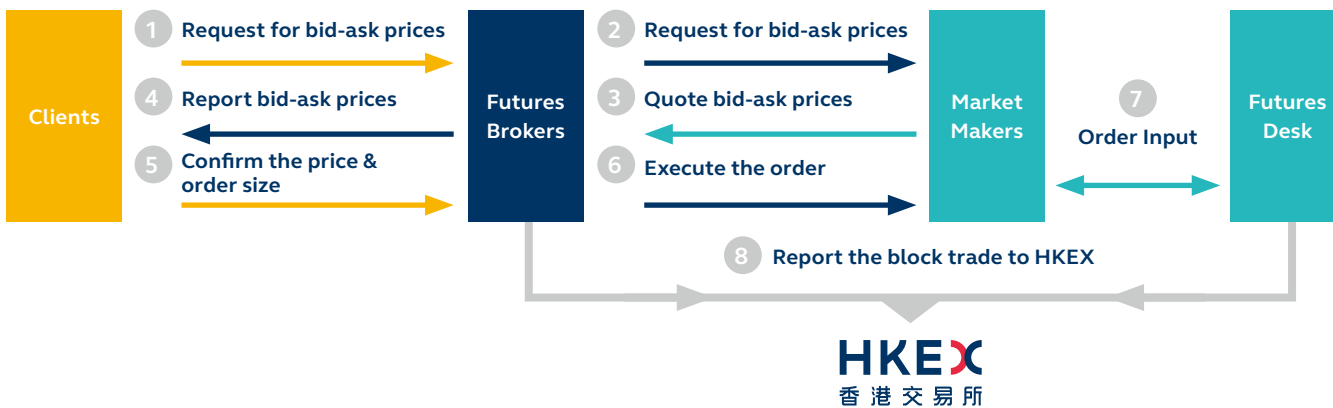 Clients
1 Request for bid-ask prices
4 Report bid-ask prices
5 Confirm the price &
order size
Futures
Brokers
2 Request for bid-ask prices
3 Quote bid-ask prices
6 Execute the order
Market
Makers
7
Order Input
Futures
Desk
8 Report the block trade to HKEX
HKEX
香港交易所